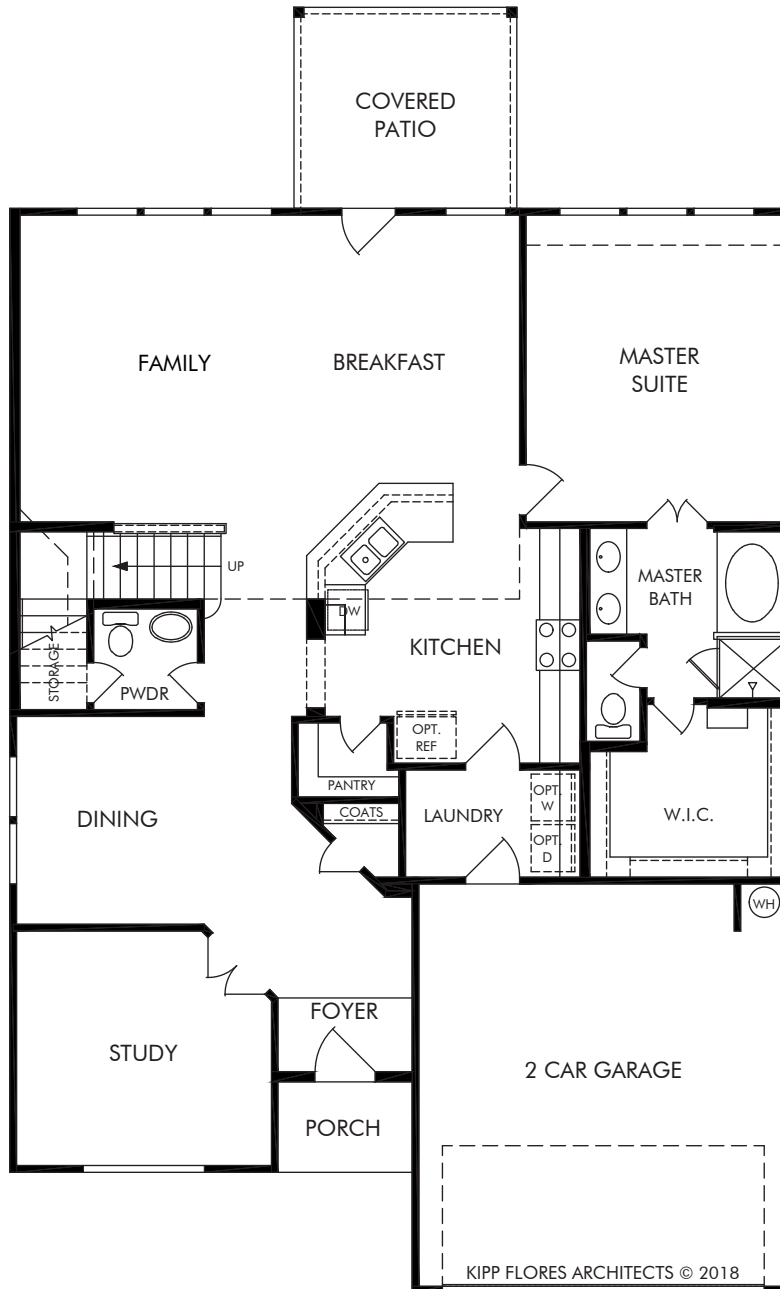 COVERED
PATIO
FAMILY
BREAKFAST
MASTER
SUITE
UP
MASTER
BATH
DW
KITCHEN
STORAGE
PWDR
OPT.
REF
PANTRY
OPT.
W
COATS
LAUNDRY
W.I.C.
DINING
OPT.
D
WH
FOYER
STUDY
2 CAR GARAGE
PORCH
KIPP FLORES ARCHITECTS © 2018